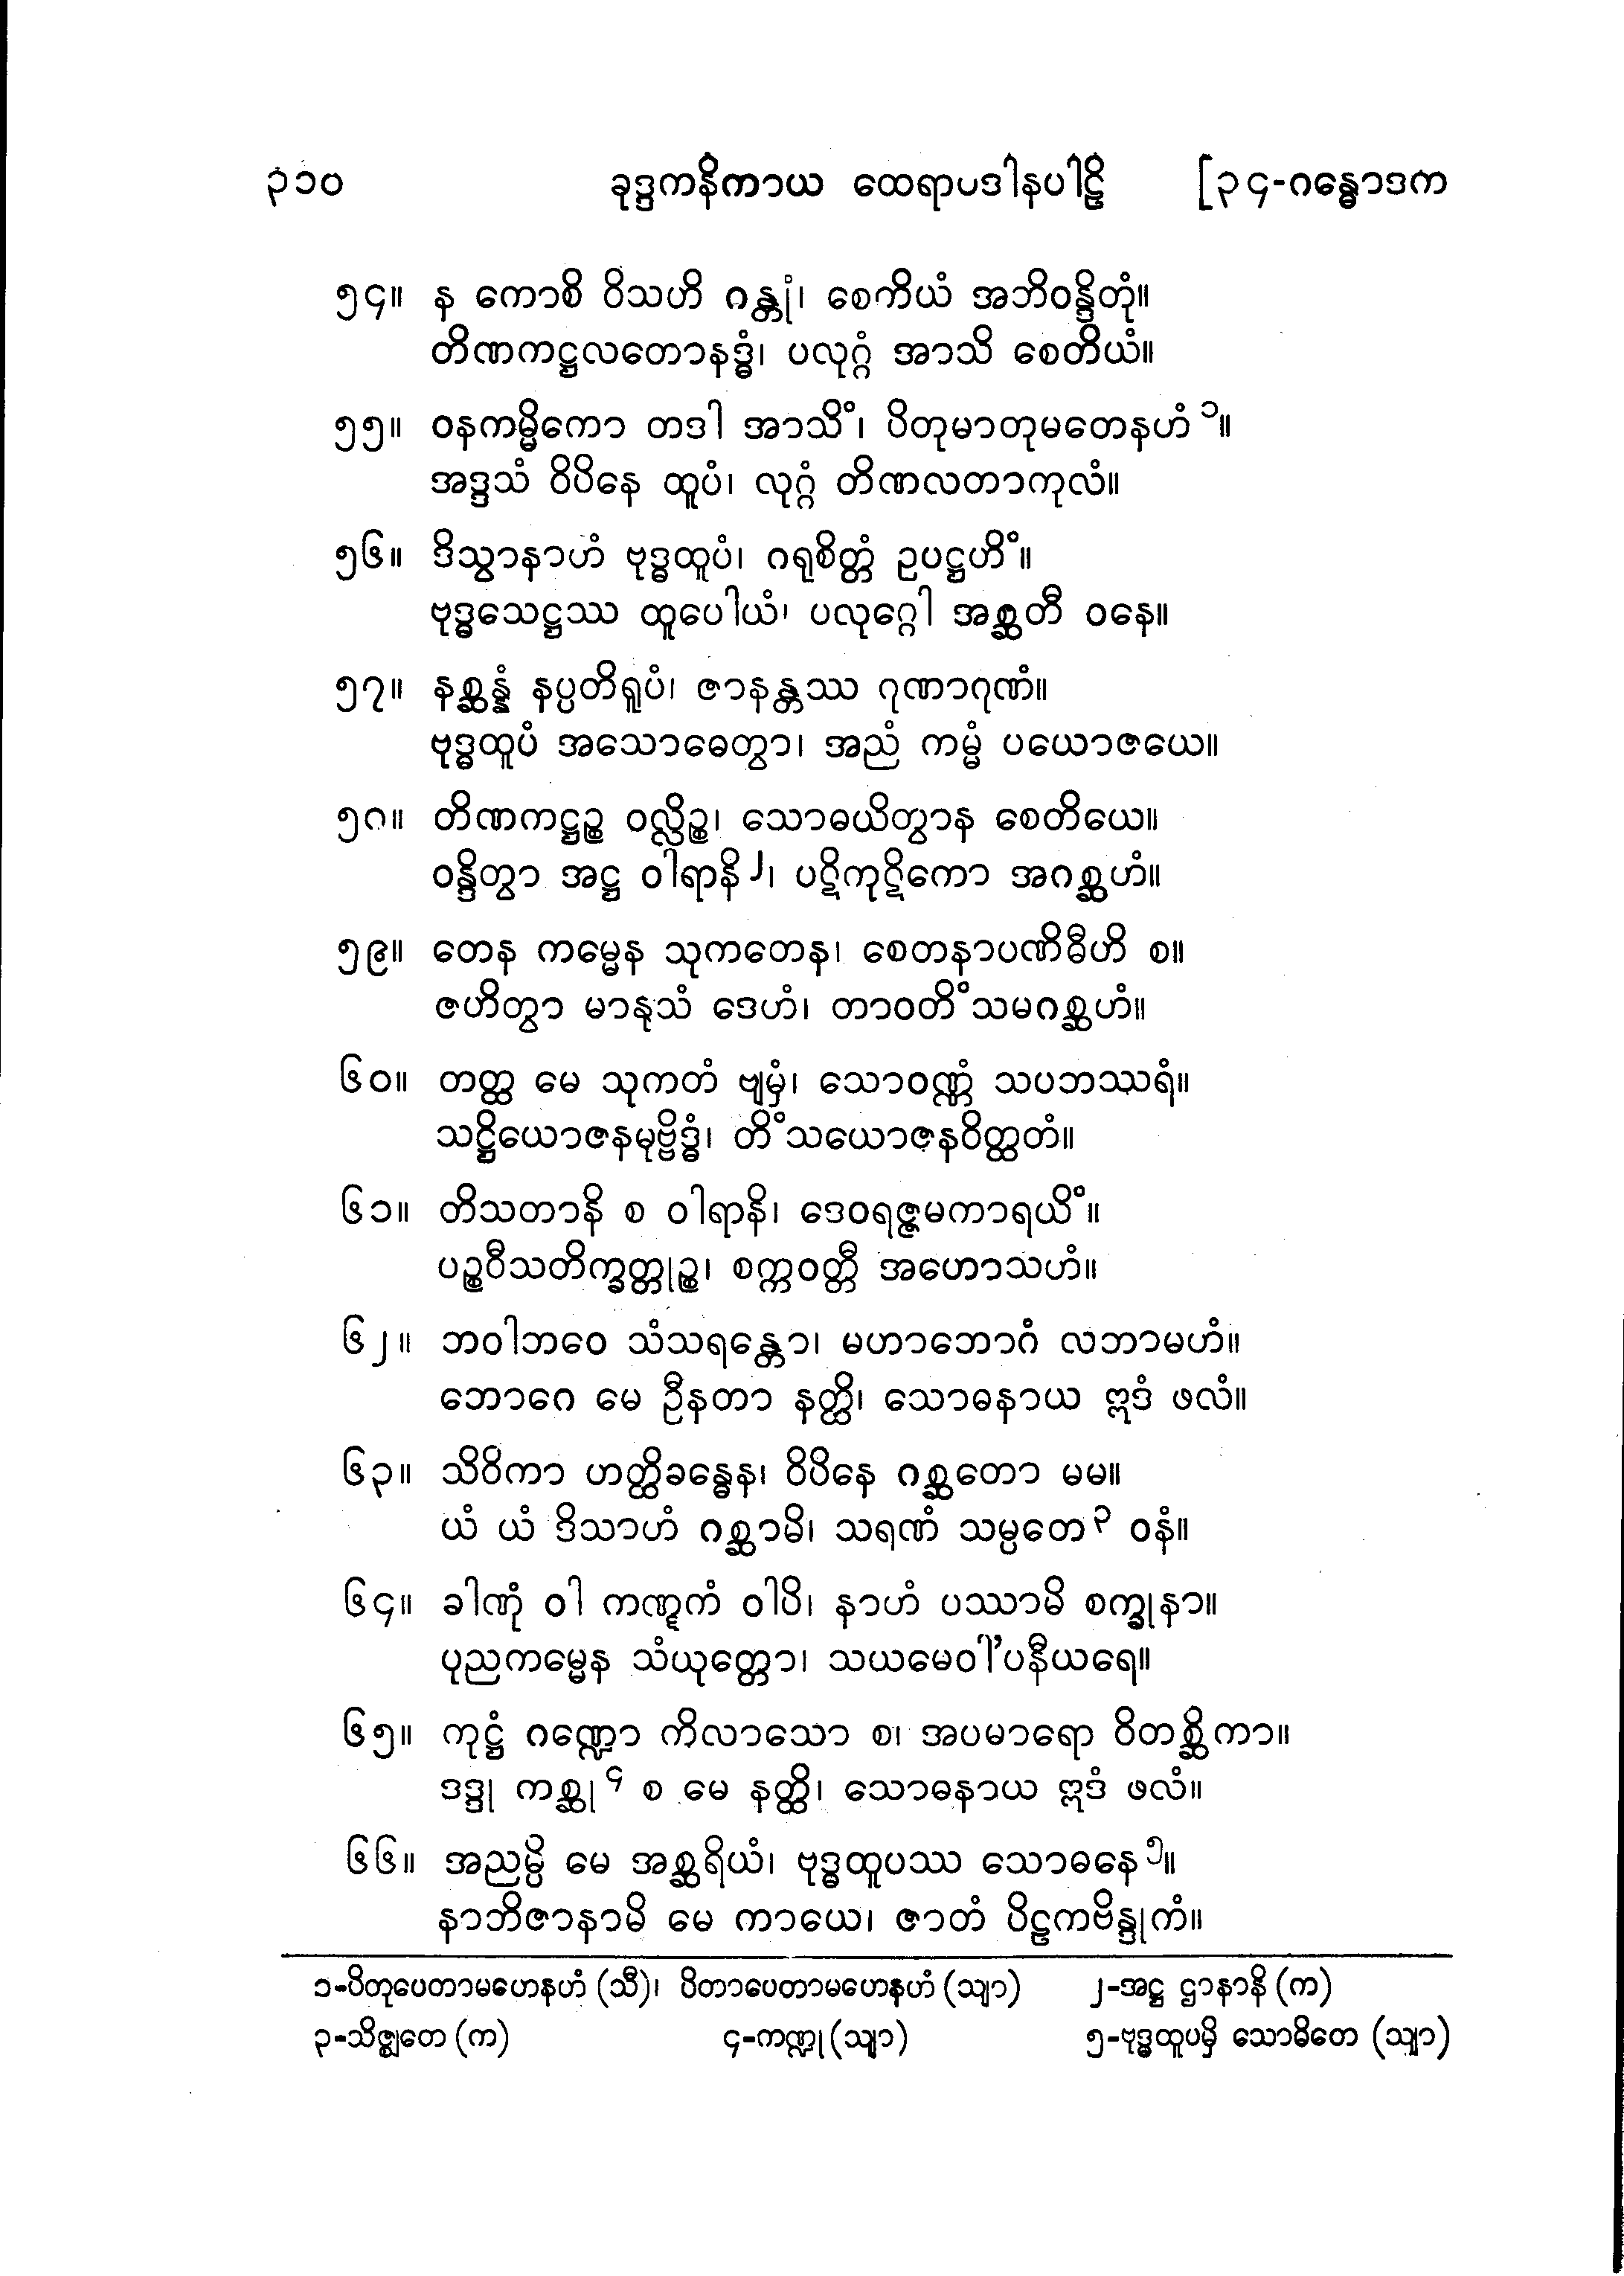 ၃၁၀ ခုဒ္ဒကနိကာယ ထေရာပဒါနပါဠိ [၃၄-ဂန္ဓောဒက
၅၄။ န ကောစိ ဝိသဟိ ဂန္တုံ၊ စေကိယံ အဘိဝန္ဒိတုံ။
တိဏကဋ္ဌလတောနဒ္ဓံ၊ ပလုဂ္ဂံ အာသိ စေတိယံ။
၅၅။ ဝနကမ္မိကော တဒါ အာသိံ၊ ပိတုမာတုမတေနဟံ ၁။
အဒ္ဒသံ ဝိပိနေ ထူပံ၊ လုဂ္ဂံ တိဏလတာကုလံ။
၅၆။ ဒိသွာနာဟံ ဗုဒ္ဓထူပံ၊ ဂရုစိတ္တံ ဥပဋ္ဌဟိံ။
ဗုဒ္ဓသေဋ္ဌဿ ထူပေါယံ၊ ပလုဂ္ဂေါ အစ္ဆတိ ဝနေ။
၅၇။ နစ္ဆန္နံ နပ္ပတိရူပံ၊ ဇာနန္တဿ ဂုဏာဂုဏံ။
ဗုဒ္ဓထူပံ အသောဓေတွာ၊ အညံ ကမ္မံ ပယောဇယေ။
၅၈။ တိဏကဋ္ဌဉ္စ ဝလ္လိဉ္စ၊ သောဓယိတွာန စေတိယေ။
ဝန္ဒိတွာ အဋ္ဌ ဝါရာနိ ၂၊ ပဋိကုဋိကော အဂစ္ဆဟံ။
၅၉။ တေန ကမ္မေန သုကတေန၊ စေတနာပဏိဓီဟိ စ။
ဇဟိတွာ မာနုသံ ဒေဟံ၊ တာဝတိံသမဂစ္ဆဟံ။
၆၀။ တတ္ထ မေ သုကတံ ဗျမှံ၊ သောဝဏ္ဏံ သပဘဿရံ။
သဋ္ဌိယောဇနမုဗ္ဗိဒ္ဓံ၊ တိံသယောဇနဝိတ္ထတံ။
၆၁။ တိသတာနိ စ ဝါရာနိ၊ ဒေဝရဇ္ဇမကာရယိံ။
ပဉ္စဝီသတိက္ခတ္တုဉ္စ၊ စက္ကဝတ္တီ အဟောသဟံ။
၆၂။ ဘဝါဘဝေ သံသရန္တော၊ မဟာဘောဂံ လဘာမဟံ။
ဘောဂေ မေ ဦနတာ နတ္ထိ၊ သောဓနာယ ဣဒံ ဖလံ။
၆၃။ သိဝိကာ ဟတ္ထိခန္ဓေန၊ ဝိပိနေ ဂစ္ဆတော မမ။
ယံ ယံ ဒိသာဟံ ဂစ္ဆာမိ၊ သရဏံ သမ္ပတေ ၃ ဝနံ။
၆၄။ ခါဏုံ ဝါ ကဏ္ဋကံ ဝါပိ၊ နာဟံ ပဿာမိ စက္ခုနာ။
ပုညကမ္မေန သံယုတ္တော၊ သယမေဝါ’ပနီယရေ။
၆၅။ ကုဋ္ဌံ ဂဏ္ဍော ကိလာသော စ၊ အပမာရော ဝိတစ္ဆိကာ။
ဒဒ္ဒု ကစ္ဆု ၄ စ မေ နတ္ထိ၊ သောဓနာယ ဣဒံ ဖလံ။
၆၆။ အညမ္ပိ မေ အစ္ဆရိယံ၊ ဗုဒ္ဓထူပဿ သောဓနေ ၅။
နာဘိဇာနာမိ မေ ကာယေ၊ ဇာတံ ပိဠကဗိန္ဒုကံ။
၁-ပိတုပေတာမဟေနဟံ (သီ)၊ ပိတာပေတာမဟေနဟံ (သျာ) ၂-အဋ္ဌ ဌာနာနိ (က)
၃-သိဇ္ဈတေ (က) ၄-ကဏ္ဍု (သျာ) ၅-ဗုဒ္ဓထူပမှိ သောဓိတေ (သျာ)